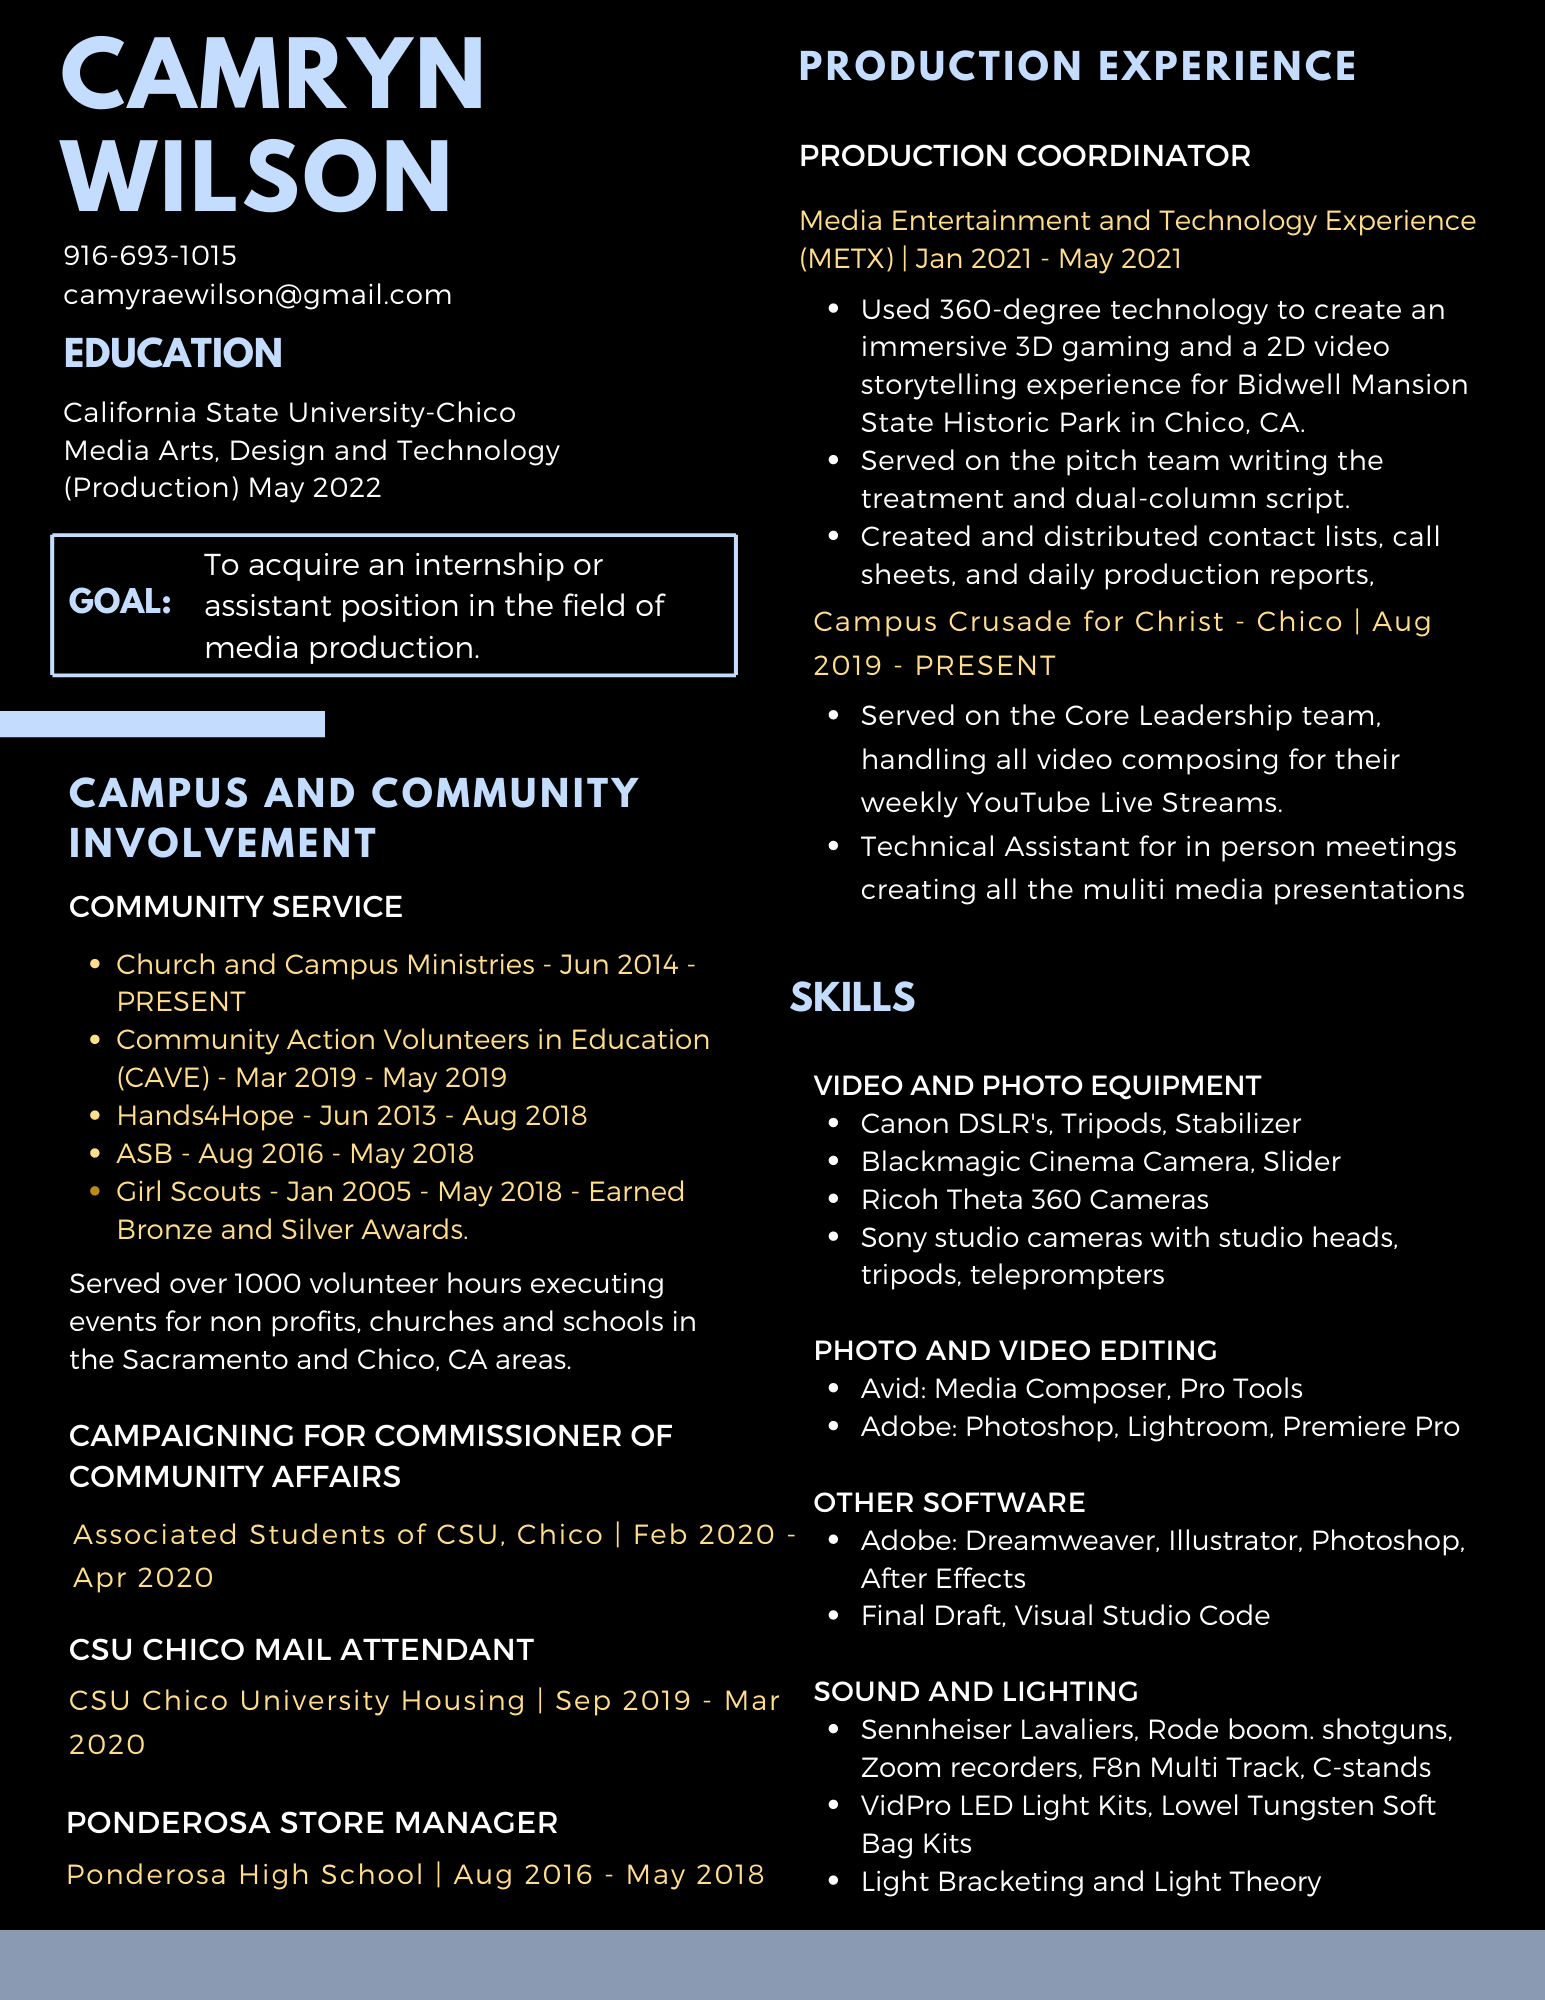 CAMRYN
WILSON
916-693-1015
camyraewilson@gmail.com
EDUCATION
California State University-Chico
Media Arts, Design and Technology
(Production) May 2022
GOAL:
To acquire an internship or
assistant position in the field of
media production.
CAMPUS AND COMMUNITY
INVOLVEMENT
COMMUNITY SERVICE
• Church and Campus Ministries - Jun 2014 -
PRESENT
• Community Action Volunteers in Education
(CAVE) - Mar 2019 - May 2019
• Hands4Hope - Jun 2013 - Aug 2018
• ASB - Aug 2016 - May 2018
• Girl Scouts - Jan 2005 - May 2018 - Earned
Bronze and Silver Awards.
Served over 1000 volunteer hours executing
events for non profits, churches and schools in
the Sacramento and Chico, CA areas.
CAMPAIGNING FOR COMMISSIONER OF
COMMUNITY AFFAIRS
Associated Students of CSU, Chico | Feb 2020 -
Apr 2020
CSU CHICO MAIL ATTENDANT
CSU Chico University Housing | Sep 2019 - Mar
2020
PONDEROSA STORE MANAGER
Ponderosa High School | Aug 2016 - May 2018
PRODUCTION EXPERIENCE
PRODUCTION COORDINATOR
Media Entertainment and Technology Experience
(METX) | Jan 2021 - May 2021
• Used 360-degree technology to create an
immersive 3D gaming and a 2D video
storytelling experience for Bidwell Mansion
State Historic Park in Chico, CA.
• Served on the pitch team writing the
treatment and dual-column script.
• Created and distributed contact lists, call
sheets, and daily production reports,
Campus Crusade for Christ - Chico | Aug
2019 - PRESENT
• Served on the Core Leadership team,
handling all video composing for their
weekly YouTube Live Streams.
• Technical Assistant for in person meetings
creating all the muliti media presentations
SKILLS
VIDEO AND PHOTO EQUIPMENT
• Canon DSLR's, Tripods, Stabilizer
• Blackmagic Cinema Camera, Slider
• Ricoh Theta 360 Cameras
• Sony studio cameras with studio heads,
tripods, teleprompters
PHOTO AND VIDEO EDITING
• Avid: Media Composer, Pro Tools
• Adobe: Photoshop, Lightroom, Premiere Pro
OTHER SOFTWARE
• Adobe: Dreamweaver, Illustrator, Photoshop,
After Effects
• Final Draft, Visual Studio Code
SOUND AND LIGHTING
• Sennheiser Lavaliers, Rode boom. shotguns,
Zoom recorders, F8n Multi Track, C-stands
• VidPro LED Light Kits, Lowel Tungsten Soft
Bag Kits
• Light Bracketing and Light Theory